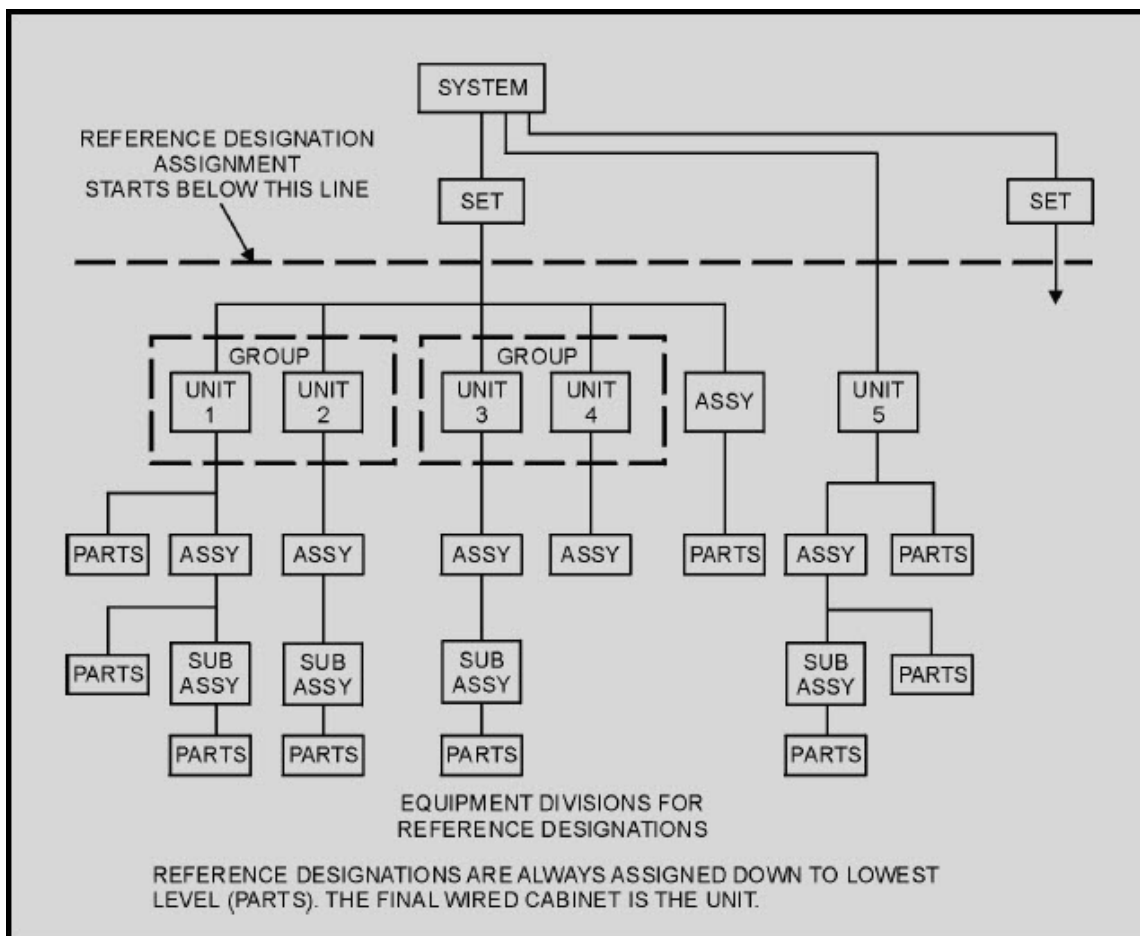 SYSTEM
REFERENCE DESIGNATION
ASSIGNMENT
STARTS BELOW THIS LINE
SET
SET
GROUP
GROUP
UNIT
1
UNIT
2
UNIT
3
UNIT
4
ASSY
UNIT
5
PARTS
ASSY
ASSY
ASSY
ASSY
PARTS
ASSY
PARTS
PARTS
SUB
ASSY
SUB
ASSY
SUB
ASSY
SUB
ASSY
PARTS
PARTS
PARTS
PARTS
PARTS
EQUIPMENT DIVISIONS FOR
REFERENCE DESIGNATIONS
REFERENCE DESIGNATIONS ARE ALWAYS ASSIGNED DOWN TO LOWEST
LEVEL (PARTS). THE FINAL WIRED CABINET IS THE UNIT.